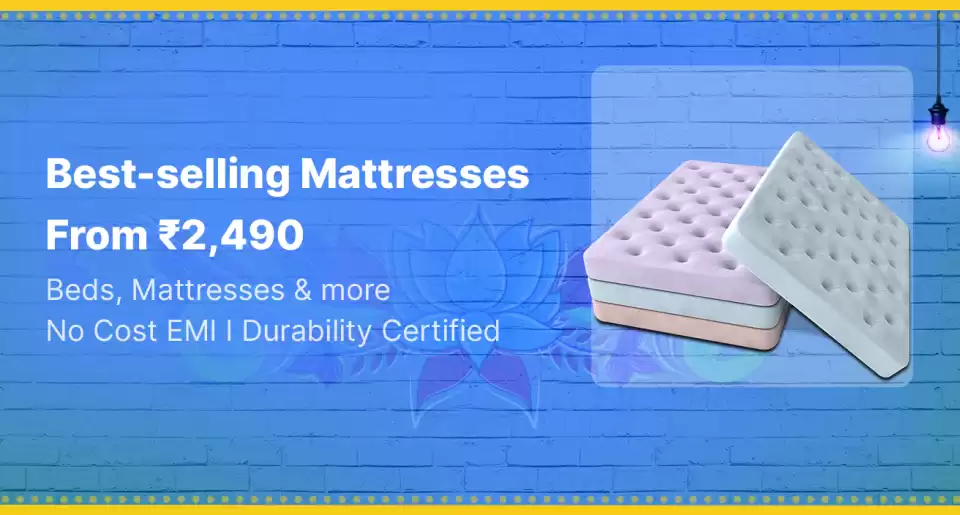 Best-selling Mattresses
From ₹2,490
Beds, Mattresses & more
No Cost EMI l Durability Certified